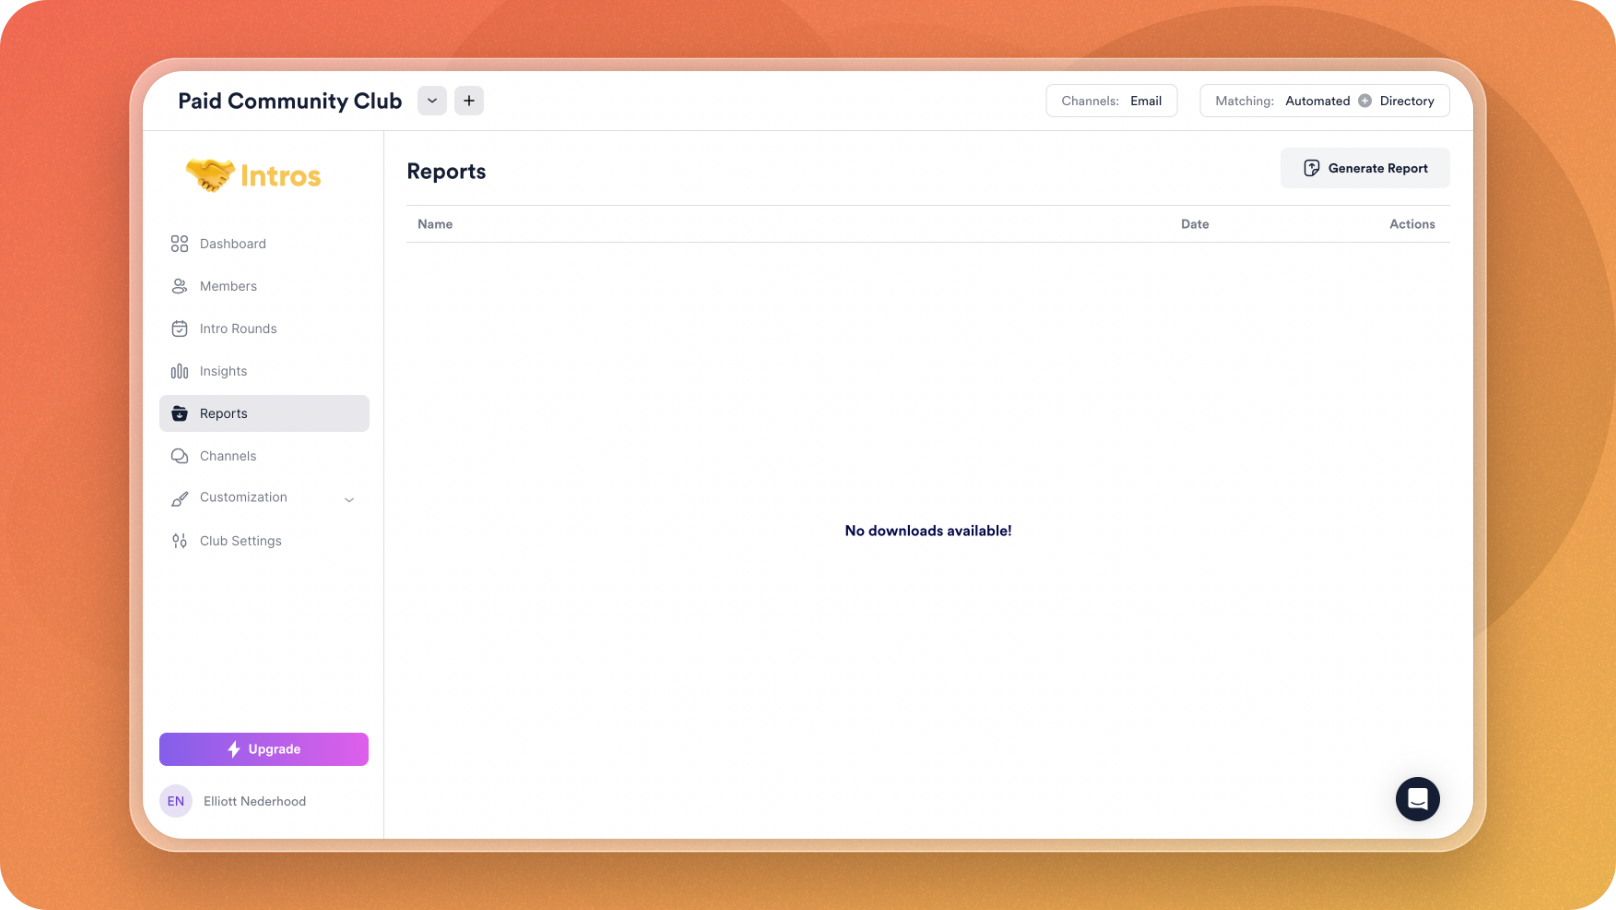 Paid Community Club
Channels: Email
Matching: Automated Directory
Intros
Reports
Generate Report
Name Date Actions
Dashboard
Members
Intro Rounds
Insights
Reports
Channels
Customization
Club Settings
No downloads available!
Upgrade
EN Elliott Nederhood